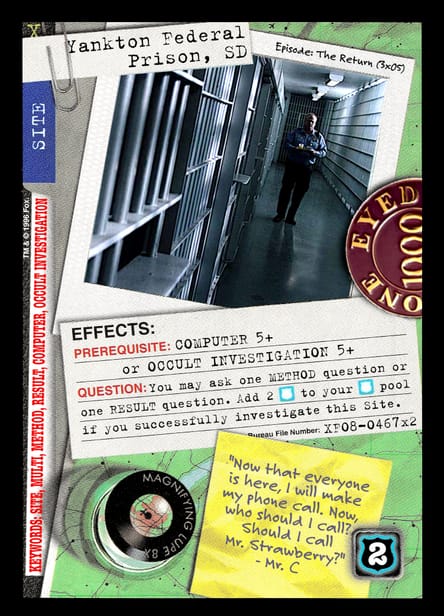 X
Yankton Federal
Prison, SD
Episode: The Return (3x05)
SITE
TM & © 1996 Fox.
KEYWORDS: SITE, MULTI, METHOD, RESULT, COMPUTER, OCCULT INVESTIGATION
ONE EYED
1000
EFFECTS:
PREREQUISITE: COMPUTER 5+
or OCCULT INVESTIGATION 5+
QUESTION: You may ask one METHOD question or
one RESULT question. Add 2 to your pool
if you successfully investigate this Site.
Bureau File Number: XF08-0467x2
MAGNIFYING LUPE 8X
"Now that everyone
is here, I will make
my phone call. Now,
who should I call?
Should I call
Mr. Strawberry?"
- Mr. C
2